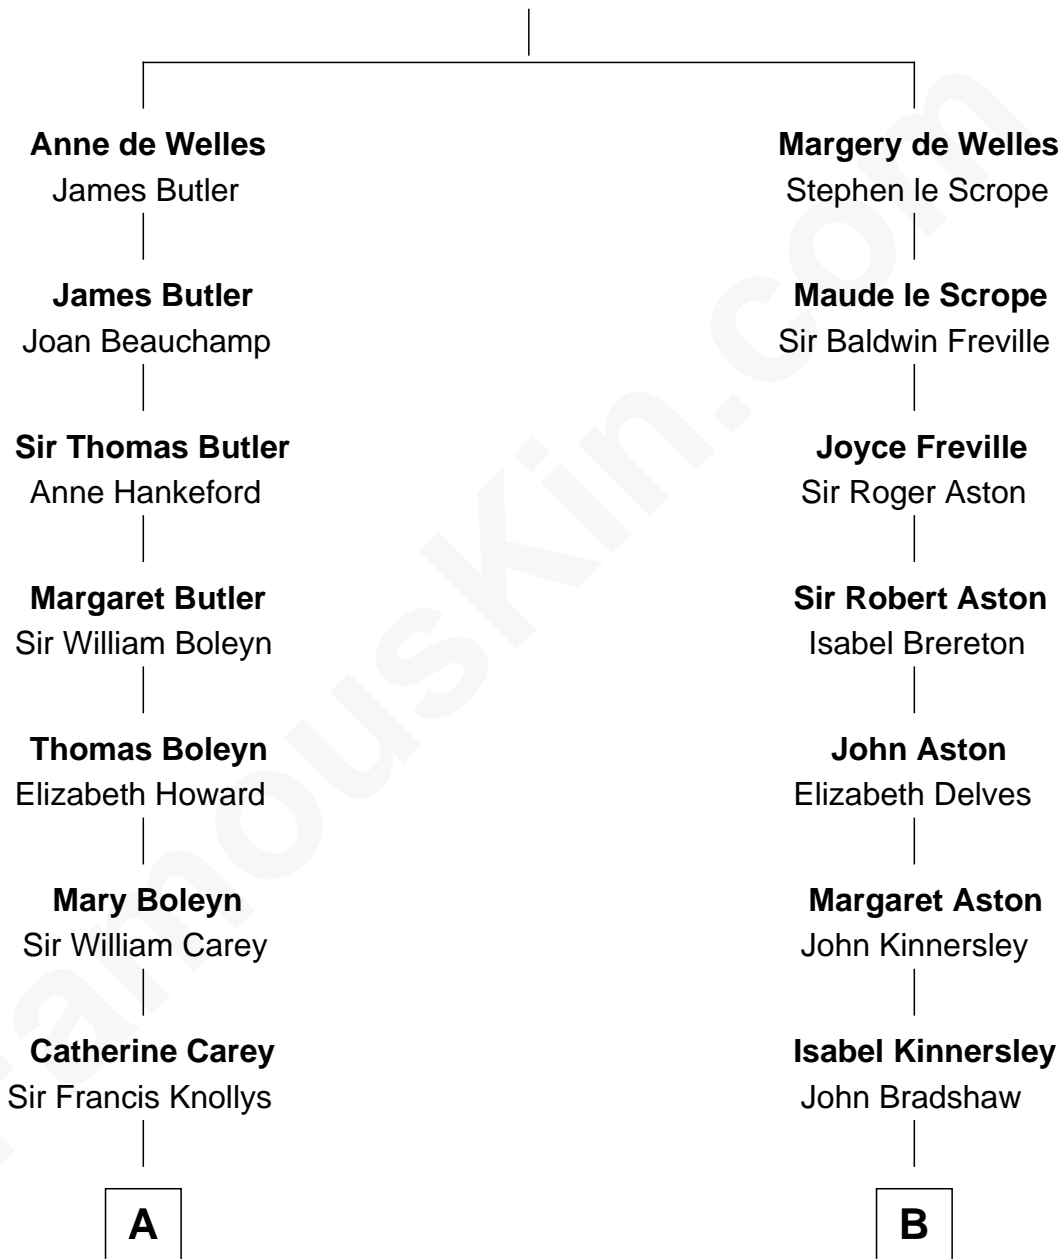 Anne de Welles
James Butler
James Butler
Joan Beauchamp
Sir Thomas Butler
Anne Hankeford
Margaret Butler
Sir William Boleyn
Thomas Boleyn
Elizabeth Howard
Mary Boleyn
Sir William Carey
Catherine Carey
Sir Francis Knollys
A
Margery de Welles
Stephen le Scrope
Maude le Scrope
Sir Baldwin Freville
Joyce Freville
Sir Roger Aston
Sir Robert Aston
Isabel Brereton
John Aston
Elizabeth Delves
Margaret Aston
John Kinnersley
Isabel Kinnersley
John Bradshaw
B
FamousKin.com